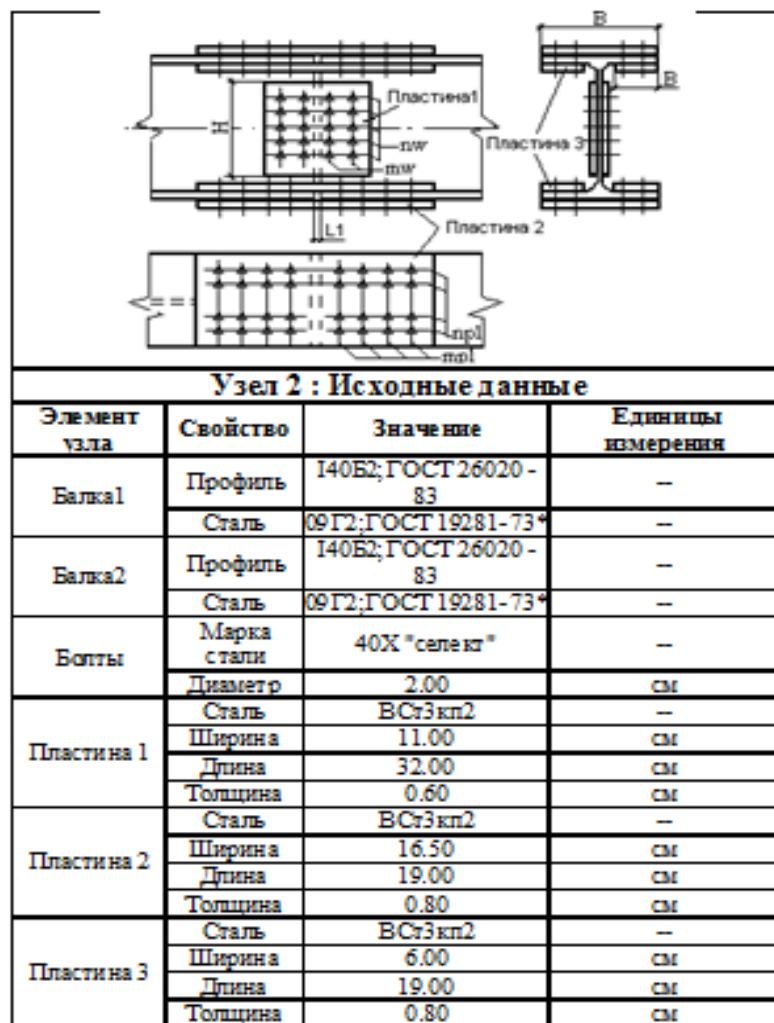 B
Пластина1
B
H
nw
Пластина 3
mw
L1
Пластина 2
npl
mpl
Узел 2 : Исходные данные
Элемент узла Свойство Значение Единицы измерения
Балка1 Профиль I40Б2; ГОСТ 26020 - 83 --
Сталь 09Г2;ГОСТ 19281-73* --
Балка2 Профиль I40Б2; ГОСТ 26020 - 83 --
Сталь 09Г2;ГОСТ 19281-73* --
Болты Марка стали 40Х "селект" --
Диаметр 2.00 см
Пластина 1 Сталь ВСт3кп2 --
Ширина 11.00 см
Длина 32.00 см
Толщина 0.60 см
Пластина 2 Сталь ВСт3кп2 --
Ширина 16.50 см
Длина 19.00 см
Толщина 0.80 см
Пластина 3 Сталь ВСт3кп2 --
Ширина 6.00 см
Длина 19.00 см
Толщина 0.80 см